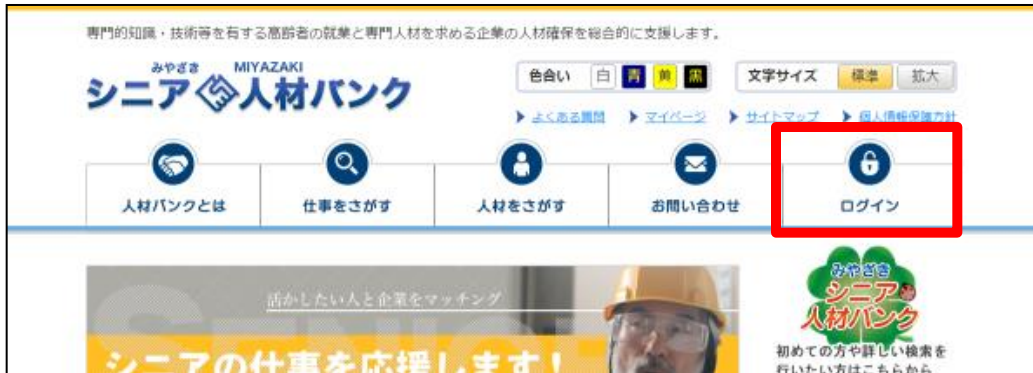 専門的知識・技術等を有する高齢者の就業と専門人材を求める企業の人材確保を総合的に支援します。
みやざき MIYAZAKI
シニア人材バンク
色合い 白 青 黄 黒 文字サイズ 標準 拡大
よくある質問 マイページ サイトマップ 個人情報保護方針
人材バンクとは 仕事をさがす 人材をさがす お問い合わせ ログイン
SENIOR
活かしたい人と企業をマッチング
シニアの仕事を応援します!
みやざき
シニア
人材バンク
初めての方や詳しい検索を
行いたい方はこちらから